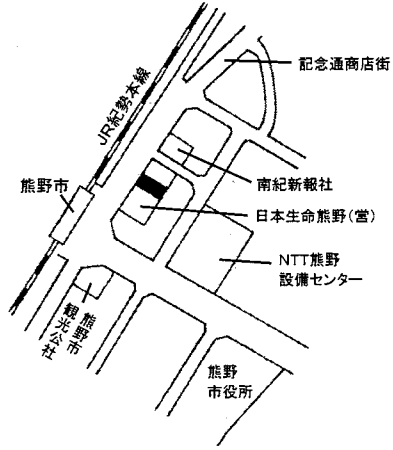 記念通商店街
JR紀勢本線
南紀新報社
熊野市
日本生命熊野(営)
NTT熊野
設備センター
熊野市
観光公社
熊野
市役所